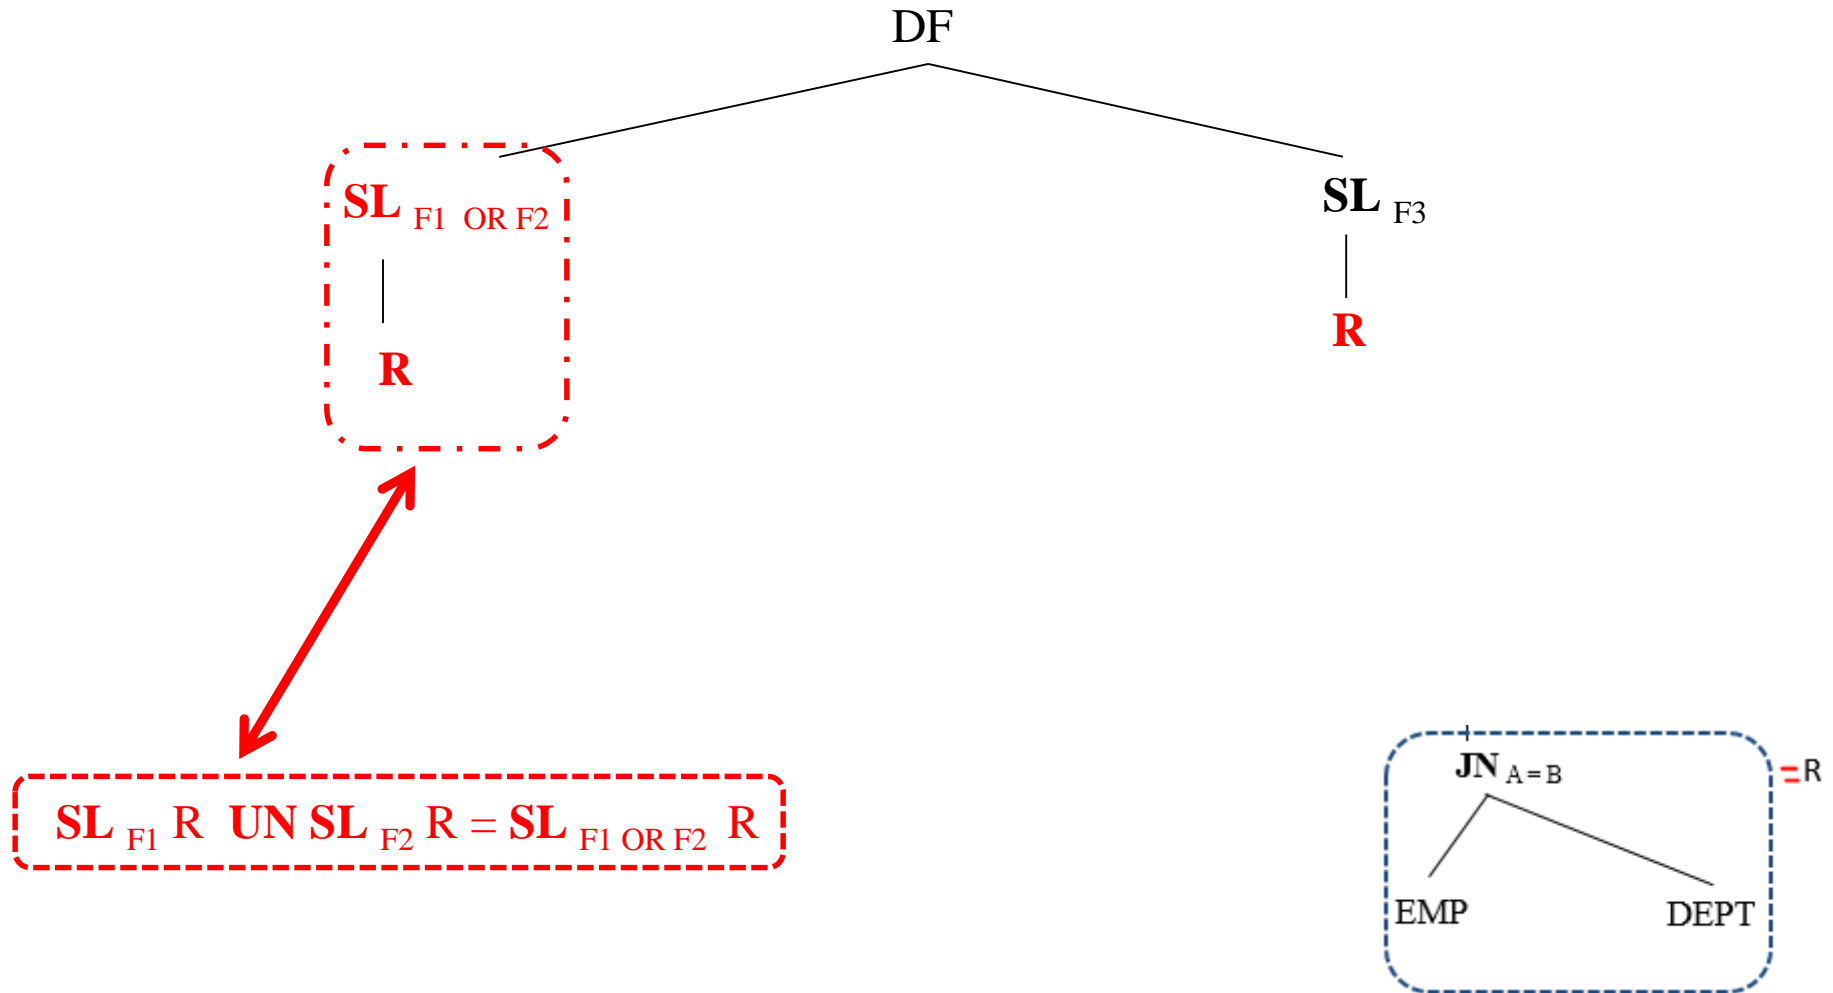 DF
SL F1 OR F2
SL F3
R
R
JN A = B
= R
SL F1 R UN SL F2 R = SL F1 OR F2 R
EMP
DEPT